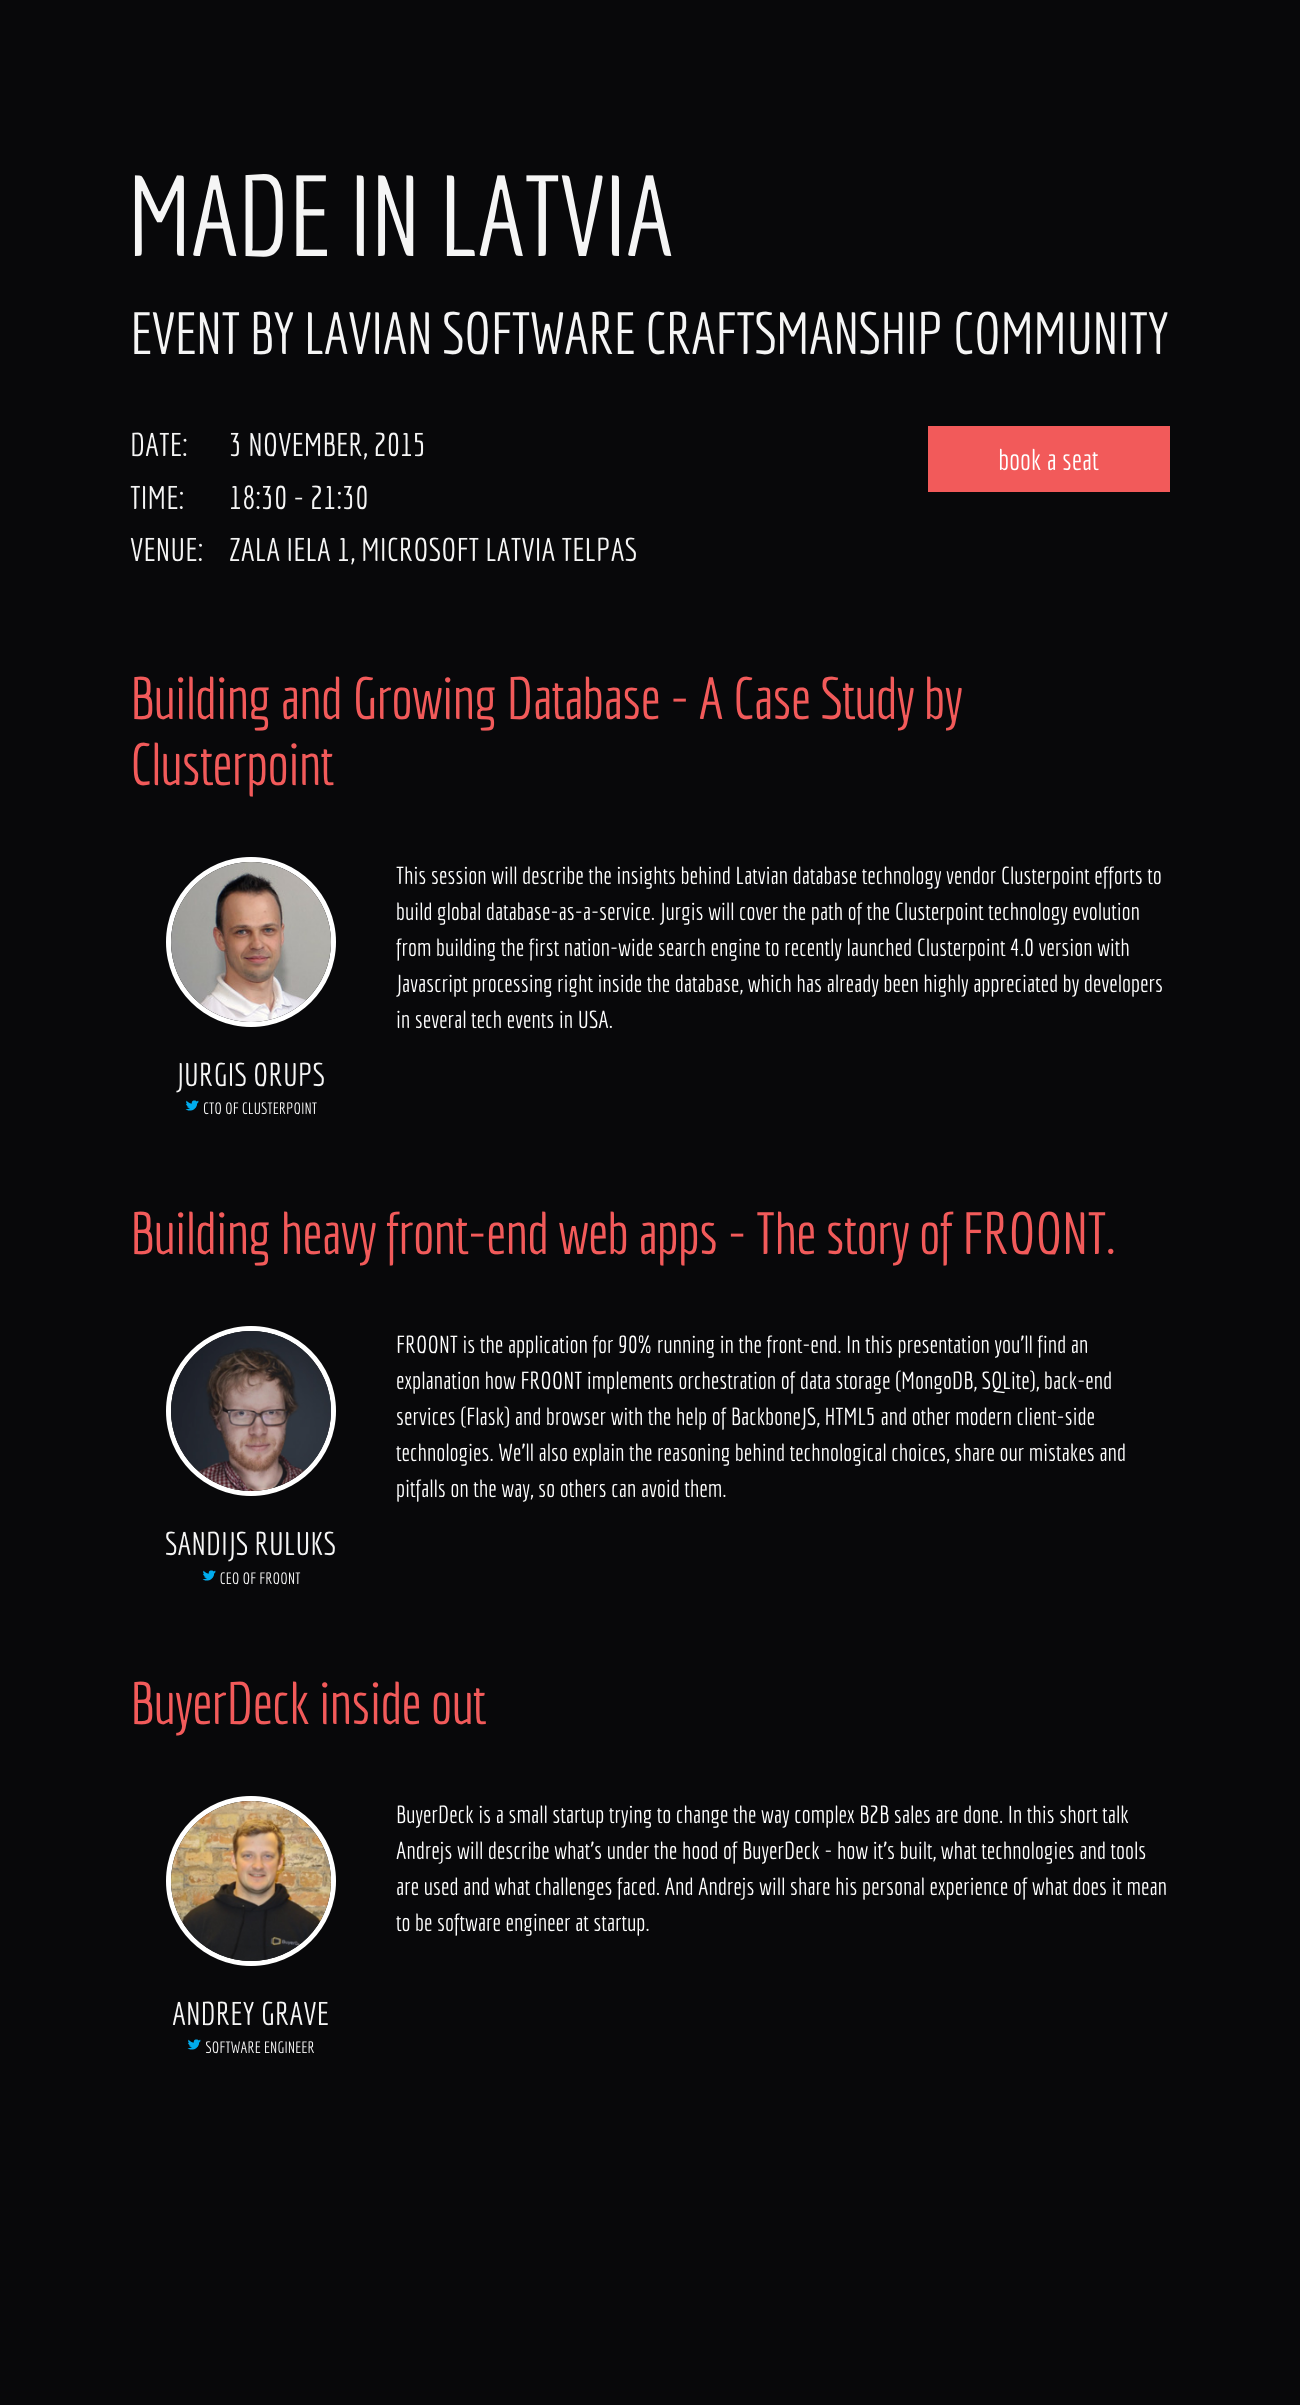 MADE IN LATVIA
EVENT BY LAVIAN SOFTWARE CRAFTSMANSHIP COMMUNITY
DATE: 3 NOVEMBER, 2015
book a seat
TIME: 18:30 - 21:30
VENUE: ZALA IELA 1, MICROSOFT LATVIA TELPAS
Building and Growing Database - A Case Study by
Clusterpoint
This session will describe the insights behind Latvian database technology vendor Clusterpoint efforts to
build global database-as-a-service. Jurgis will cover the path of the Clusterpoint technology evolution
from building the first nation-wide search engine to recently launched Clusterpoint 4.0 version with
Javascript processing right inside the database, which has already been highly appreciated by developers
in several tech events in USA.
JURGIS ORUPS
CTO OF CLUSTERPOINT
Building heavy front-end web apps - The story of FROONT.
FROONT is the application for 90% running in the front-end. In this presentation you'll find an
explanation how FROONT implements orchestration of data storage (MongoDB, SQLite), back-end
services (Flask) and browser with the help of BackboneJS, HTML5 and other modern client-side
technologies. We'll also explain the reasoning behind technological choices, share our mistakes and
pitfalls on the way, so others can avoid them.
SANDIJS RULUKS
CEO OF FROONT
BuyerDeck inside out
BuyerDeck is a small startup trying to change the way complex B2B sales are done. In this short talk
Andrejs will describe what's under the hood of BuyerDeck - how it's built, what technologies and tools
are used and what challenges faced. And Andrejs will share his personal experience of what does it mean
to be software engineer at startup.
ANDREY GRAVE
SOFTWARE ENGINEER